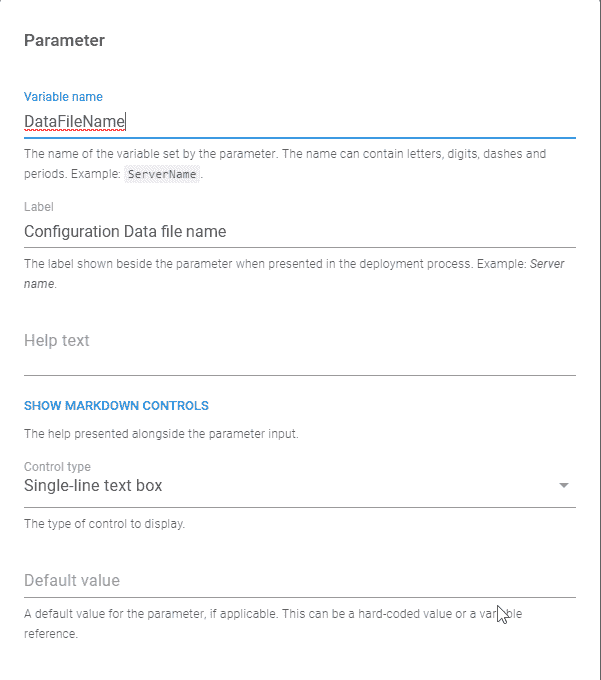 Parameter
Variable name
DataFileName
The name of the variable set by the parameter. The name can contain letters, digits, dashes and
periods. Example: ServerName.
Label
Configuration Data file name
The label shown beside the parameter when presented in the deployment process. Example: Server
name.
Help text
SHOW MARKDOWN CONTROLS
The help presented alongside the parameter input.
Control type
Single-line text box
The type of control to display.
Default value
A default value for the parameter, if applicable. This can be a hard-coded value or a variable
reference.